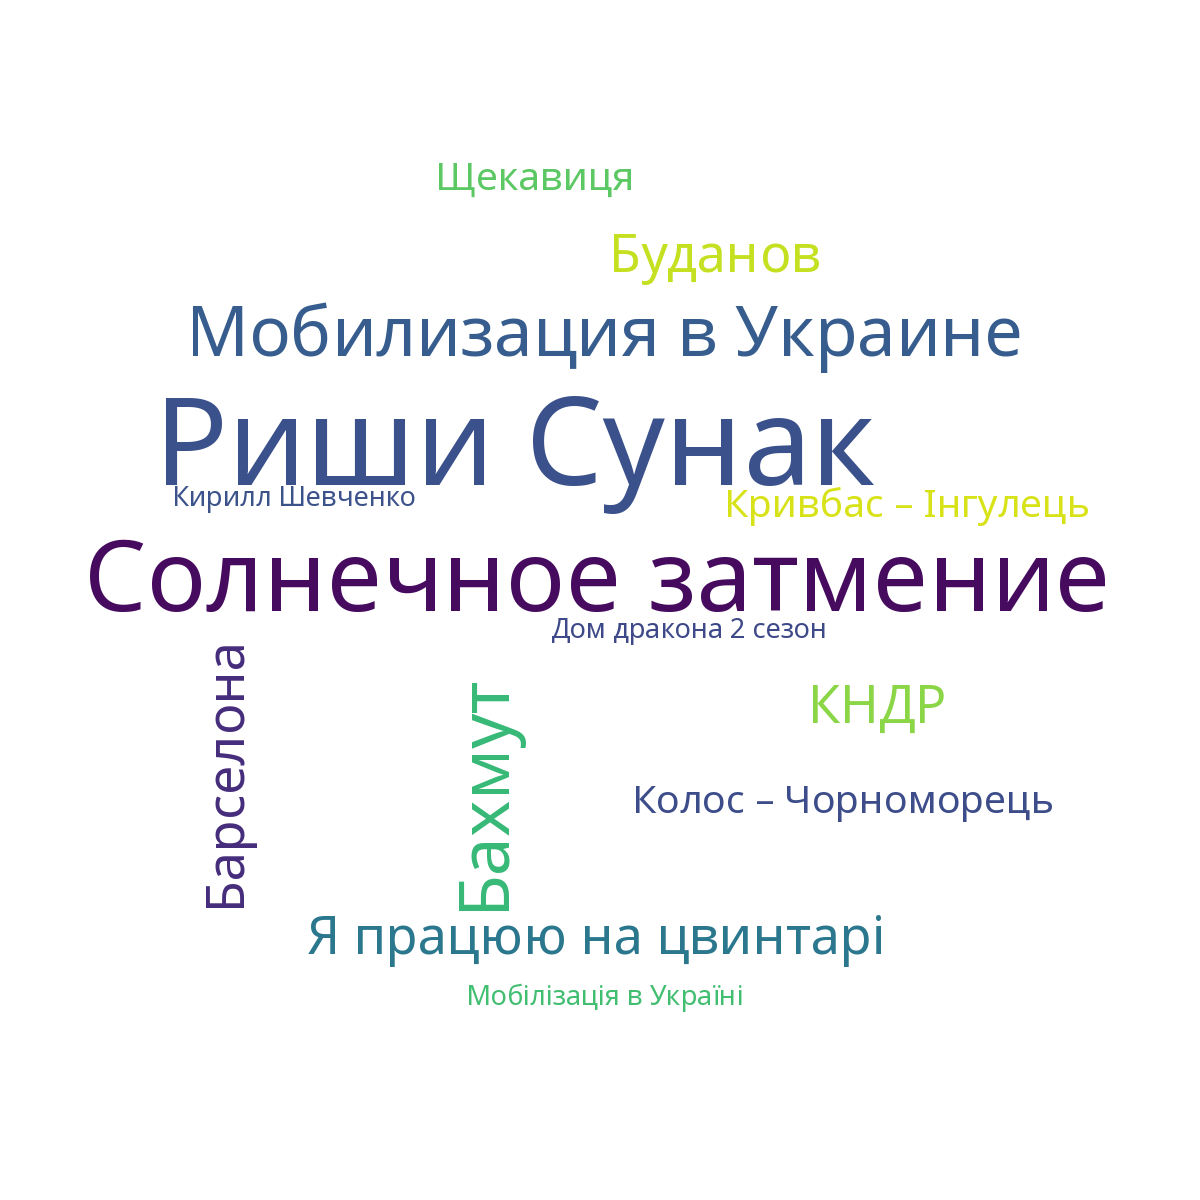 Щекавиця
Буданов
Мобилизация в Украине
Риши Сунак
Кирилл Шевченко
Кривбас – Інгулець
Солнечное затмение
Дом дракона 2 сезон
Барселона
Бахмут
КНДР
Колос – Чорноморець
Я працюю на цвинтарі
Мобілізація в Україні